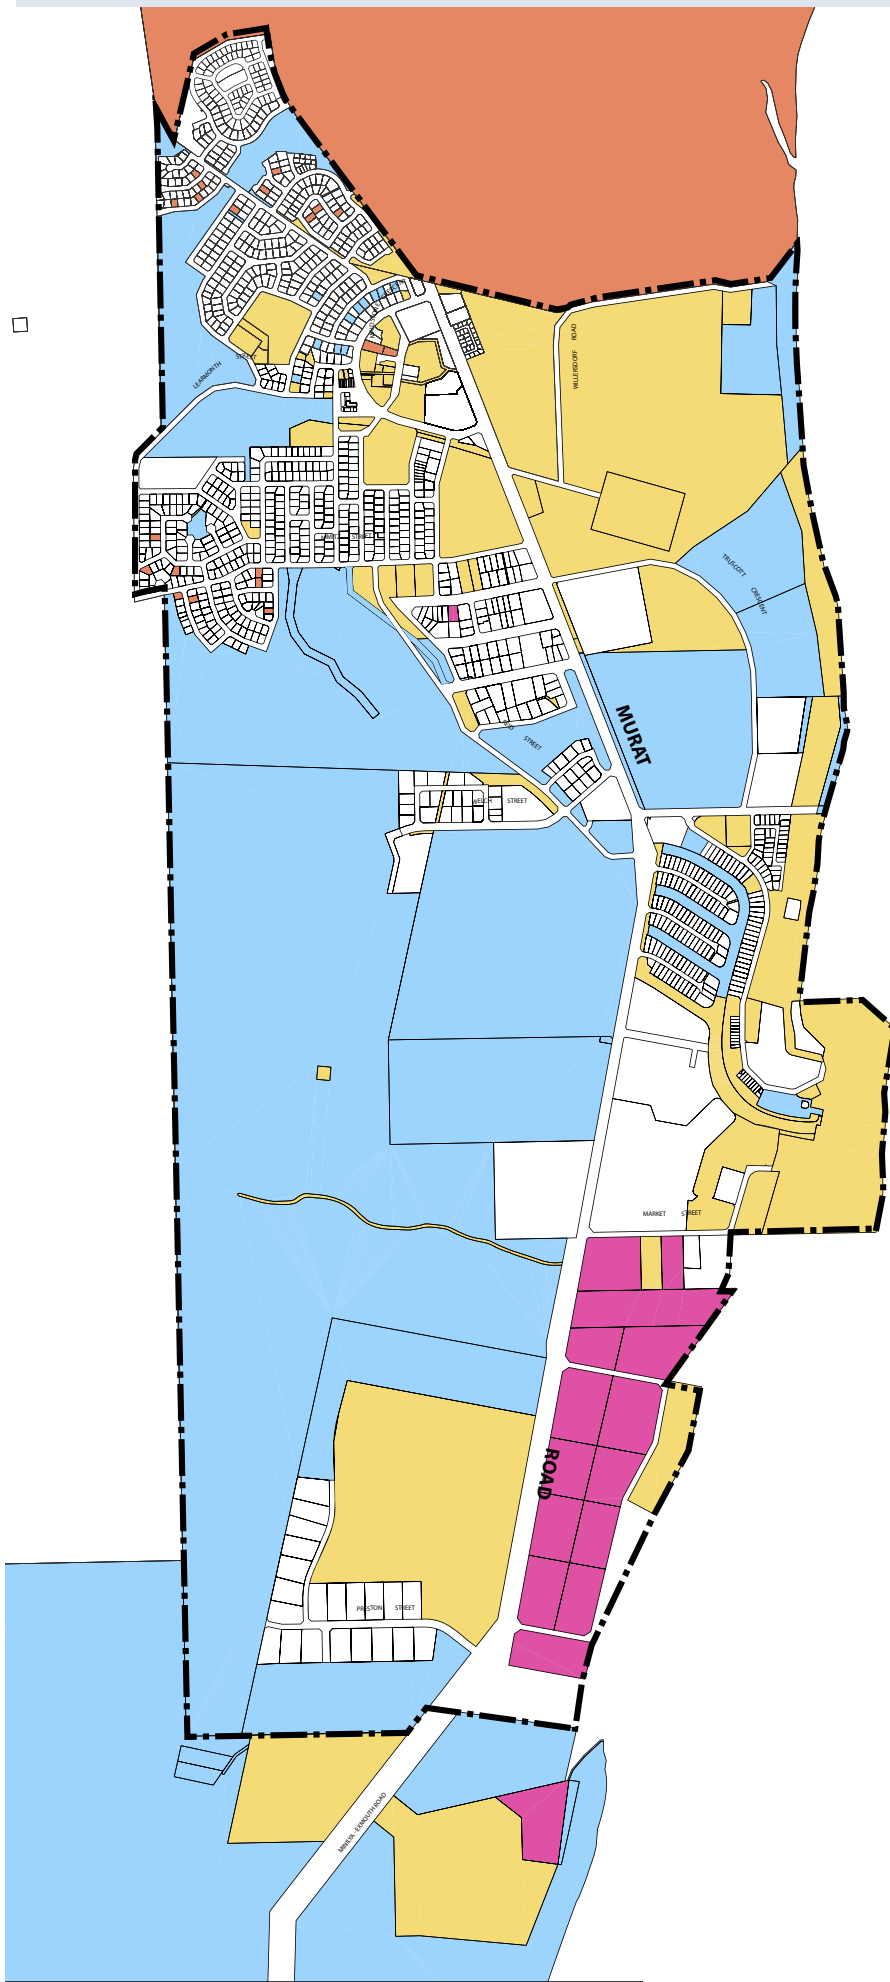 WILLERSDORF ROAD
LEARMONTH
STREET
STREET
TRUSCOTT
CRESCENT
MURAT
REID
STREET
WELCH STREET
MARKET STREET
ROAD
PRESTON STREET
MINILYA - EXMOUTH ROAD